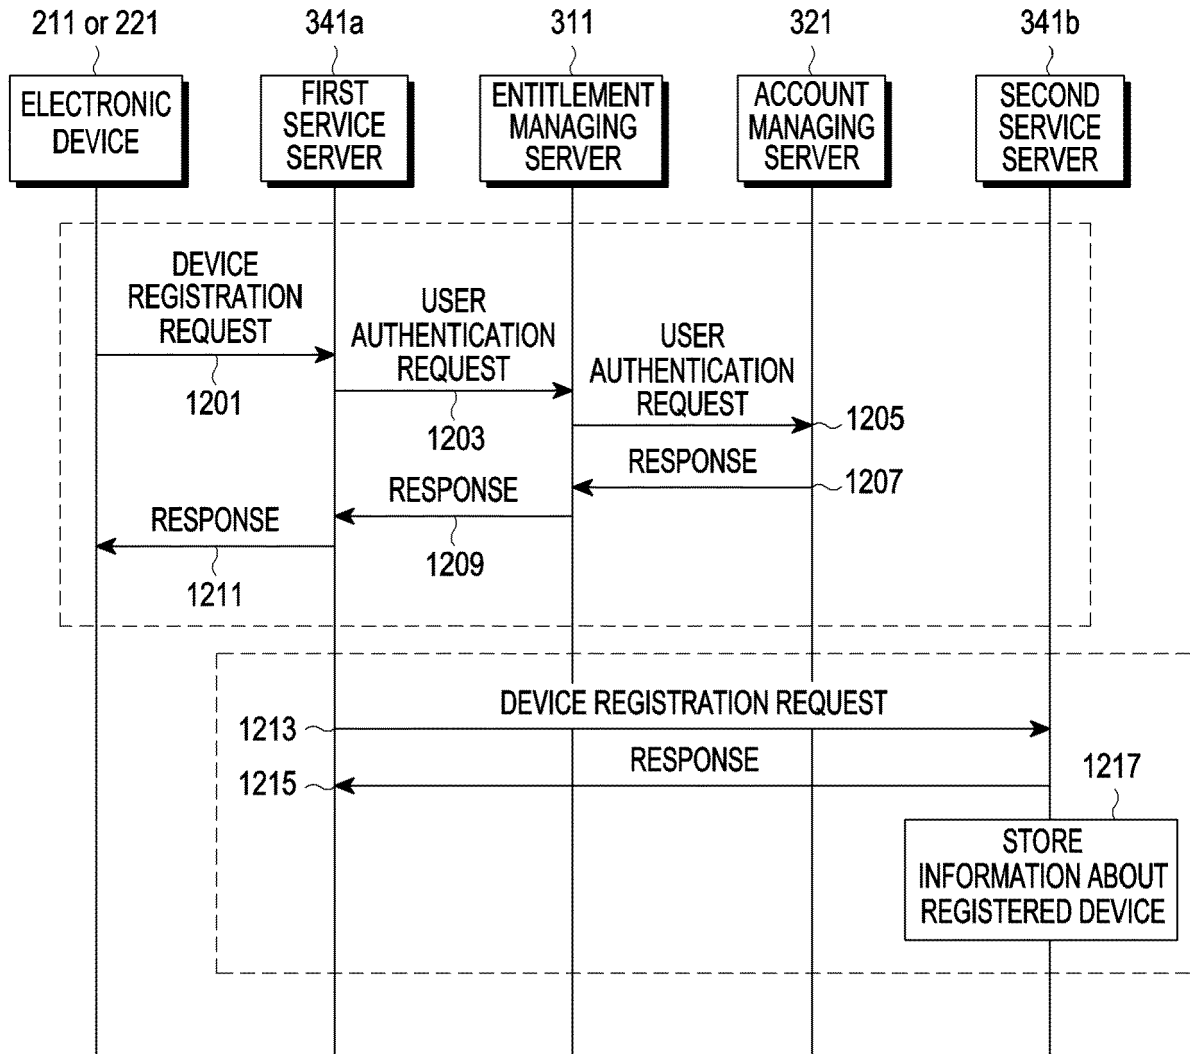 211 or 221
341a
311
321
341b
ELECTRONIC
DEVICE
FIRST
SERVICE
SERVER
ENTITLEMENT
MANAGING
SERVER
ACCOUNT
MANAGING
SERVER
SECOND
SERVICE
SERVER
DEVICE
REGISTRATION
REQUEST
1201
USER
AUTHENTICATION
REQUEST
1203
USER
AUTHENTICATION
REQUEST
1205
RESPONSE
1207
RESPONSE
1209
RESPONSE
1211
DEVICE REGISTRATION REQUEST
1213
RESPONSE
1215
1217
STORE
INFORMATION ABOUT
REGISTERED DEVICE